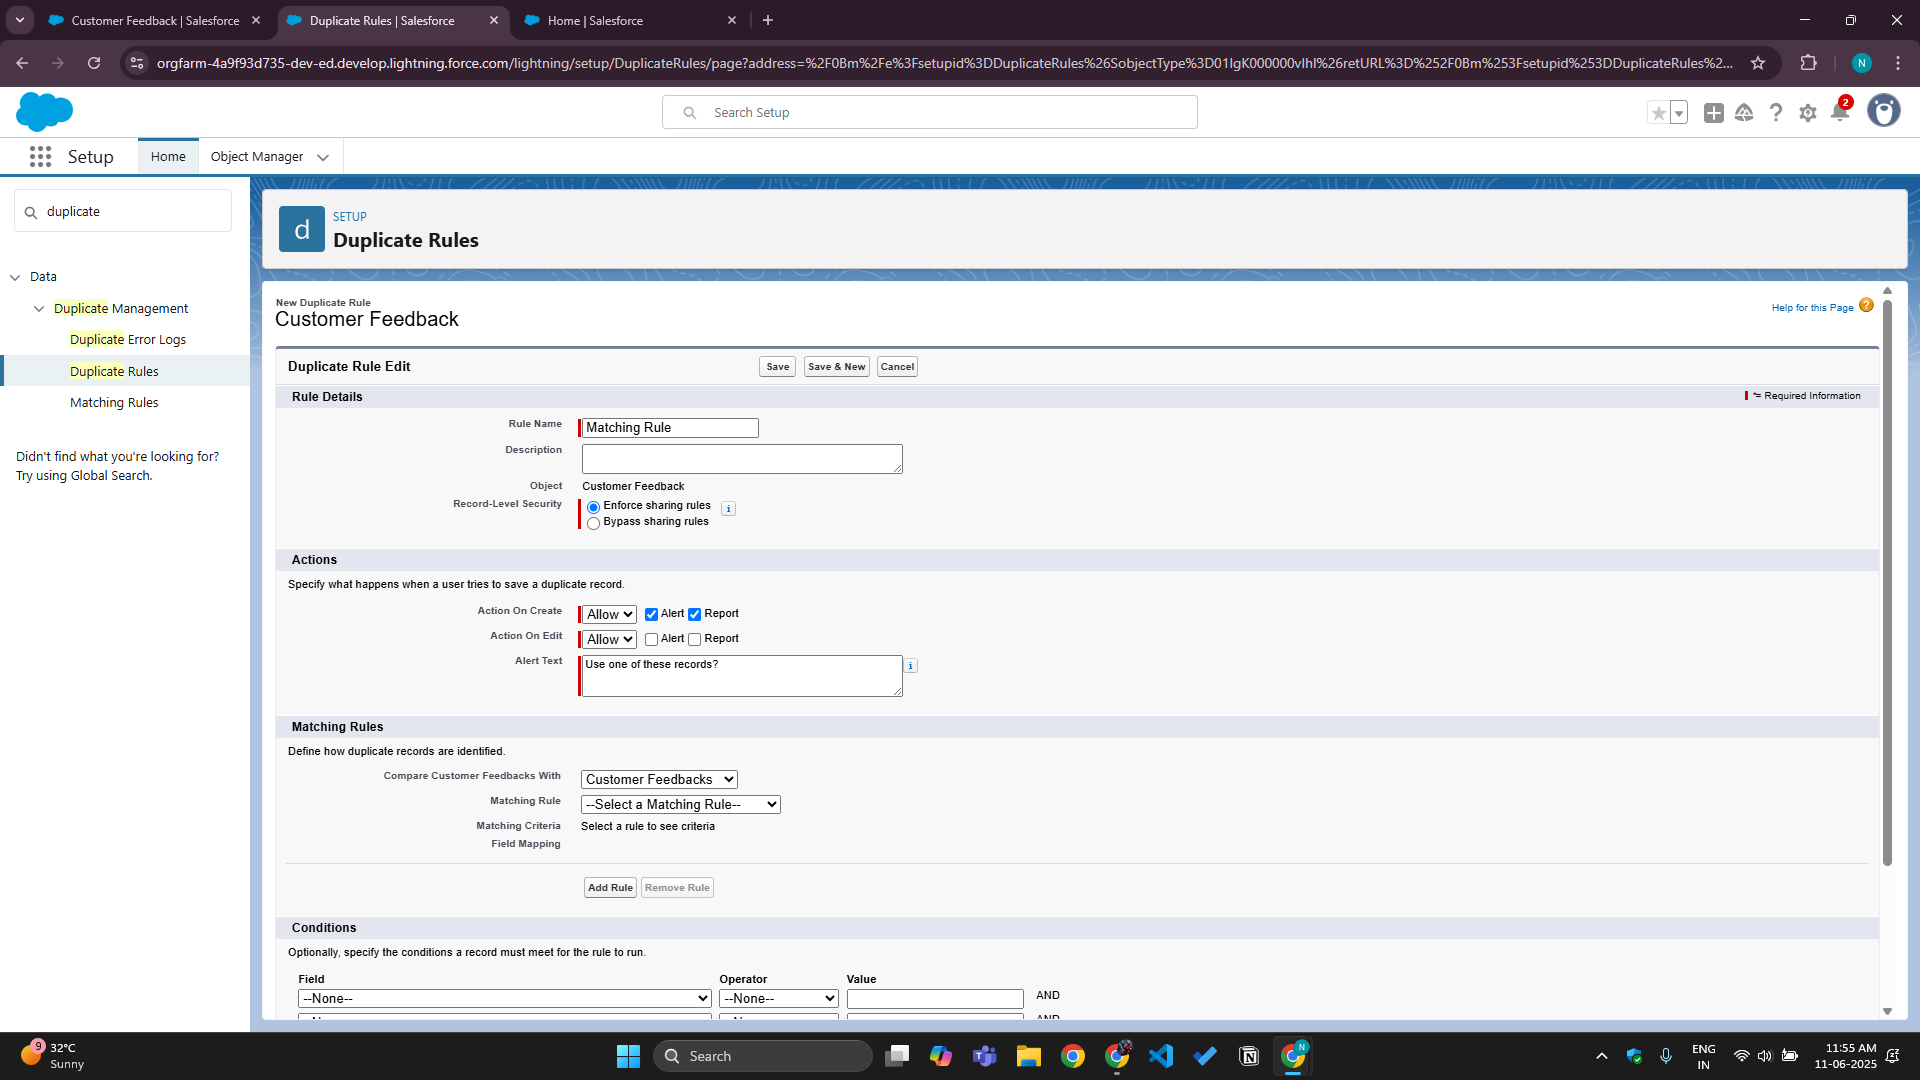 Customer Feedback | Salesforce
Duplicate Rules | Salesforce
Home | Salesforce
orgfarm-4a9f93d735-dev-ed.develop.lightning.force.com/lightning/setup/DuplicateRules/page?address=%2F0Bm%2Fe%3Fsetupid%3DDuplicateRules%26SobjectType%3D01IgK000000vIhI%26retURL%3D%252F0Bm%253Fsetupid%253DDuplicateRules%2...
N
Search Setup
2
Setup
Home
Object Manager
duplicate
Data
Duplicate Management
Duplicate Error Logs
Duplicate Rules
Matching Rules
Didn't find what you're looking for?
Try using Global Search.
d
SETUP
Duplicate Rules
New Duplicate Rule
Customer Feedback
Help for this Page ?
Duplicate Rule Edit
Save
Save & New
Cancel
Rule Details
= Required Information
Rule Name
Matching Rule
Description
Object
Customer Feedback
Record-Level Security
Enforce sharing rules
i
Bypass sharing rules
Actions
Specify what happens when a user tries to save a duplicate record.
Action On Create
Allow
Alert
Report
Action On Edit
Allow
Alert
Report
Alert Text
Use one of these records?
i
Matching Rules
Define how duplicate records are identified.
Compare Customer Feedbacks With
Customer Feedbacks
Matching Rule
--Select a Matching Rule--
Matching Criteria
Select a rule to see criteria
Field Mapping
Add Rule
Remove Rule
Conditions
Optionally, specify the conditions a record must meet for the rule to run.
Field
Operator
Value
--None--
--None--
AND
9
32°C
Sunny
Search
N
ENG
IN
11:55 AM
11-06-2025